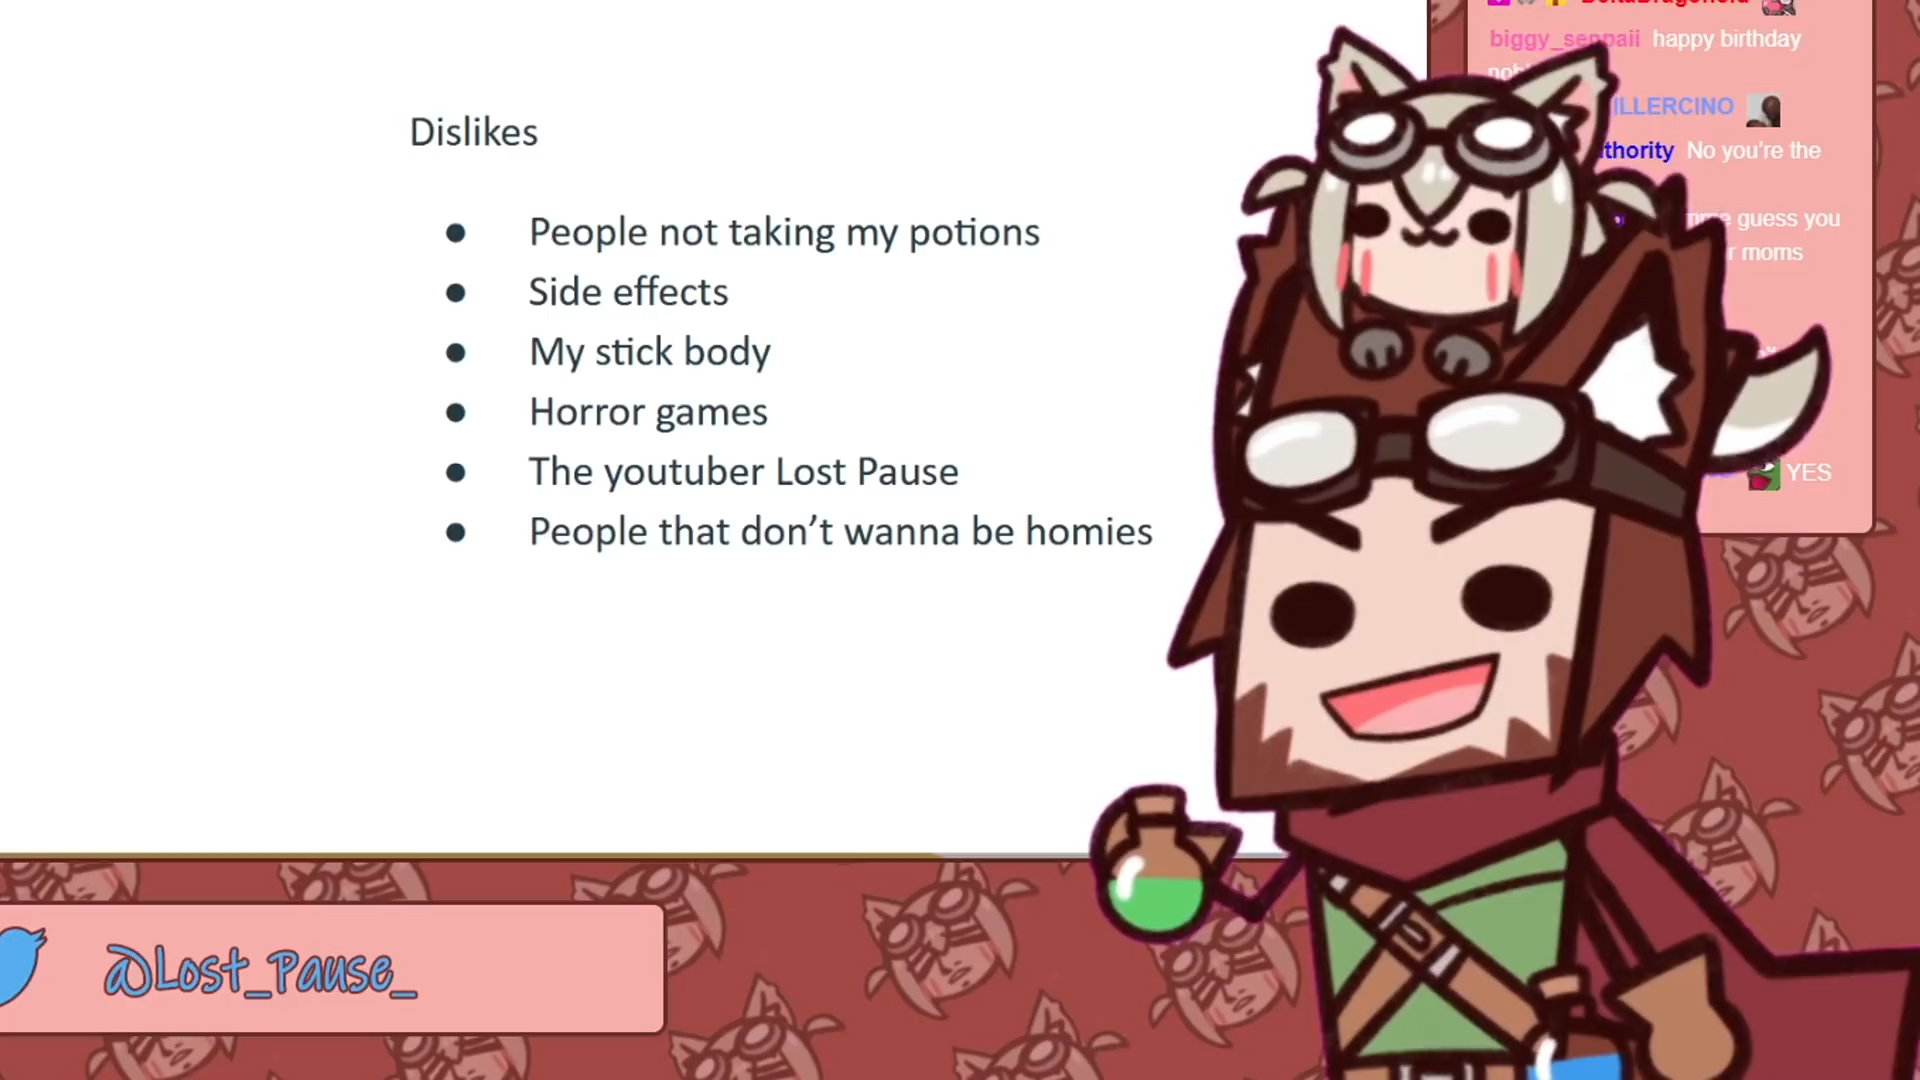 Dislikes
People not taking my potions
Side effects
My stick body
Horror games
The youtuber Lost Pause
People that don’t wanna be homies
biggy_senpaii happy birthday
ILLERCINO
thority No you're the
guess you
r moms
YES
@Lost_Pause_